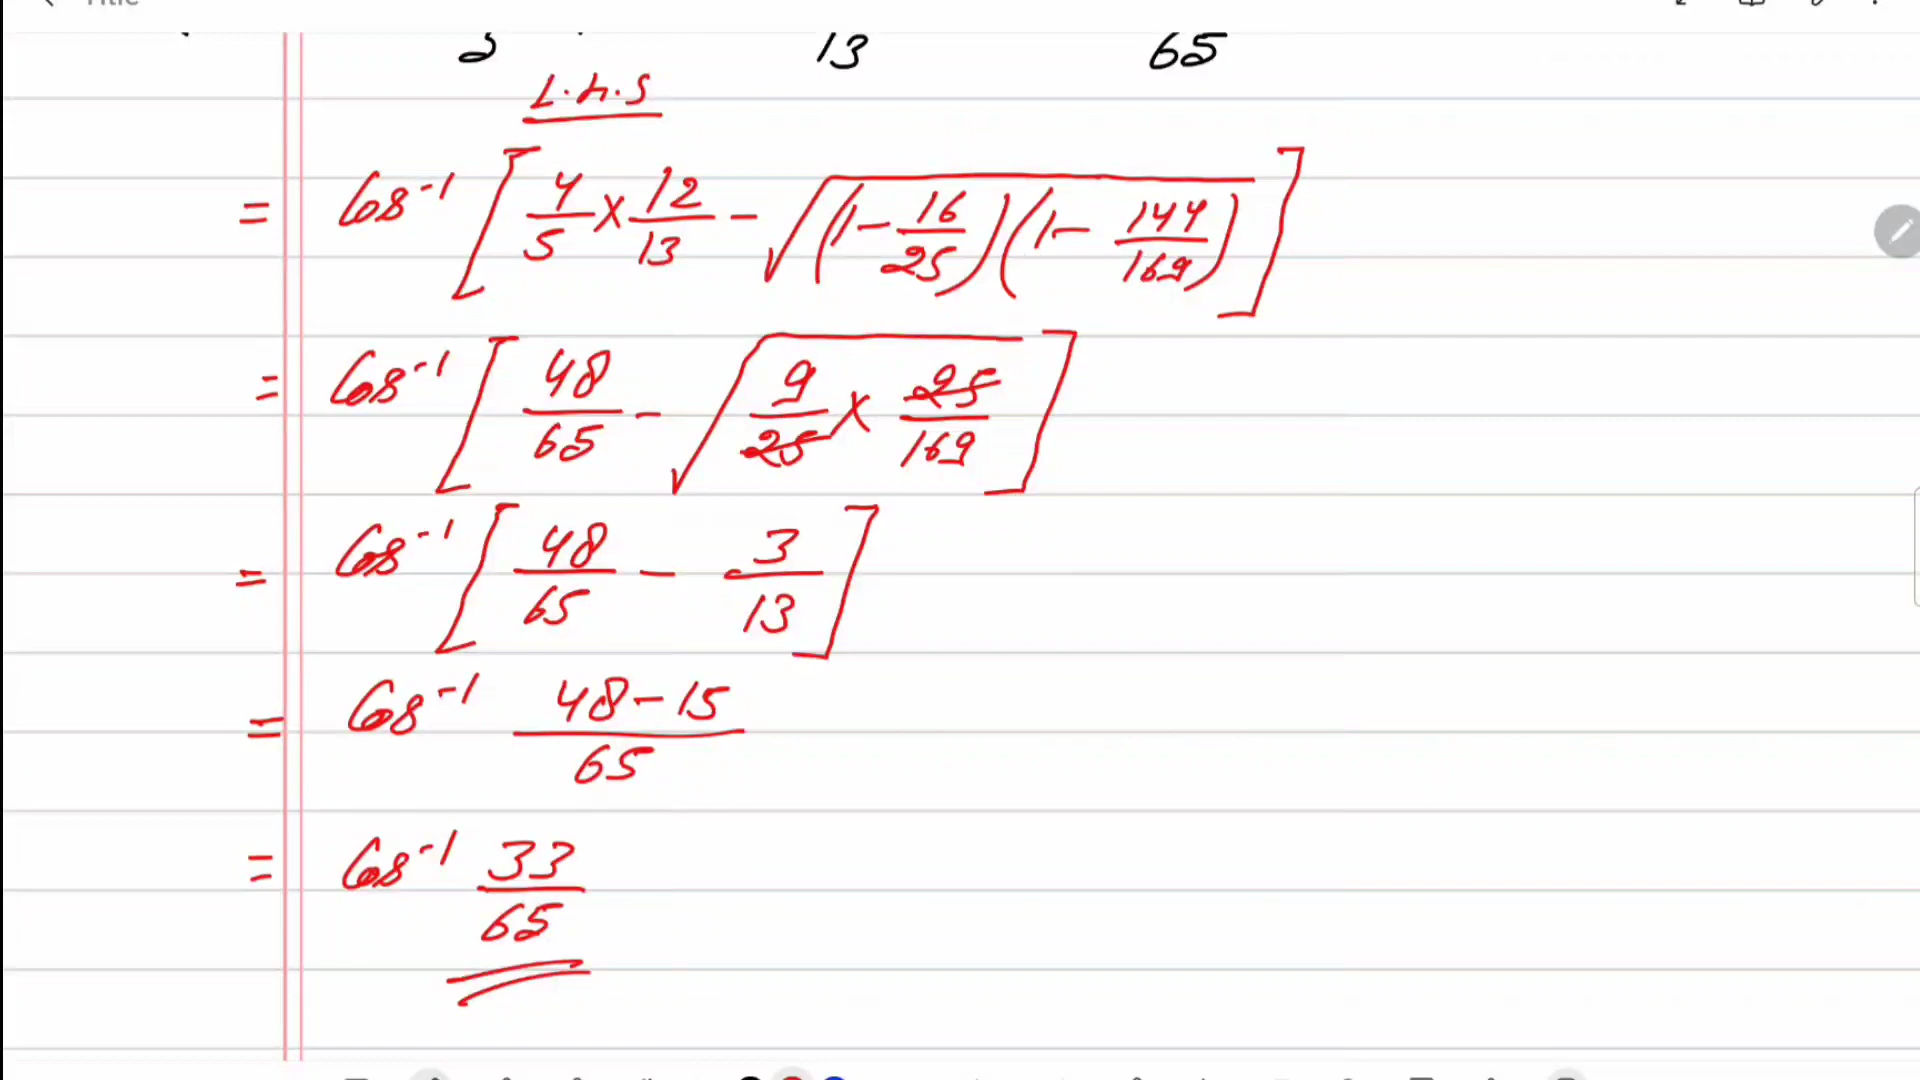 13 65
L.H.S
= Cos⁻¹ [ 4/5 × 12/13 − √(1 − 16/25)(1 − 144/169) ]
= Cos⁻¹ [ 48/65 − √9/25 × 25/169 ]
= Cos⁻¹ [ 48/65 − 3/13 ]
= Cos⁻¹ 48−15/65
= Cos⁻¹ 33/65